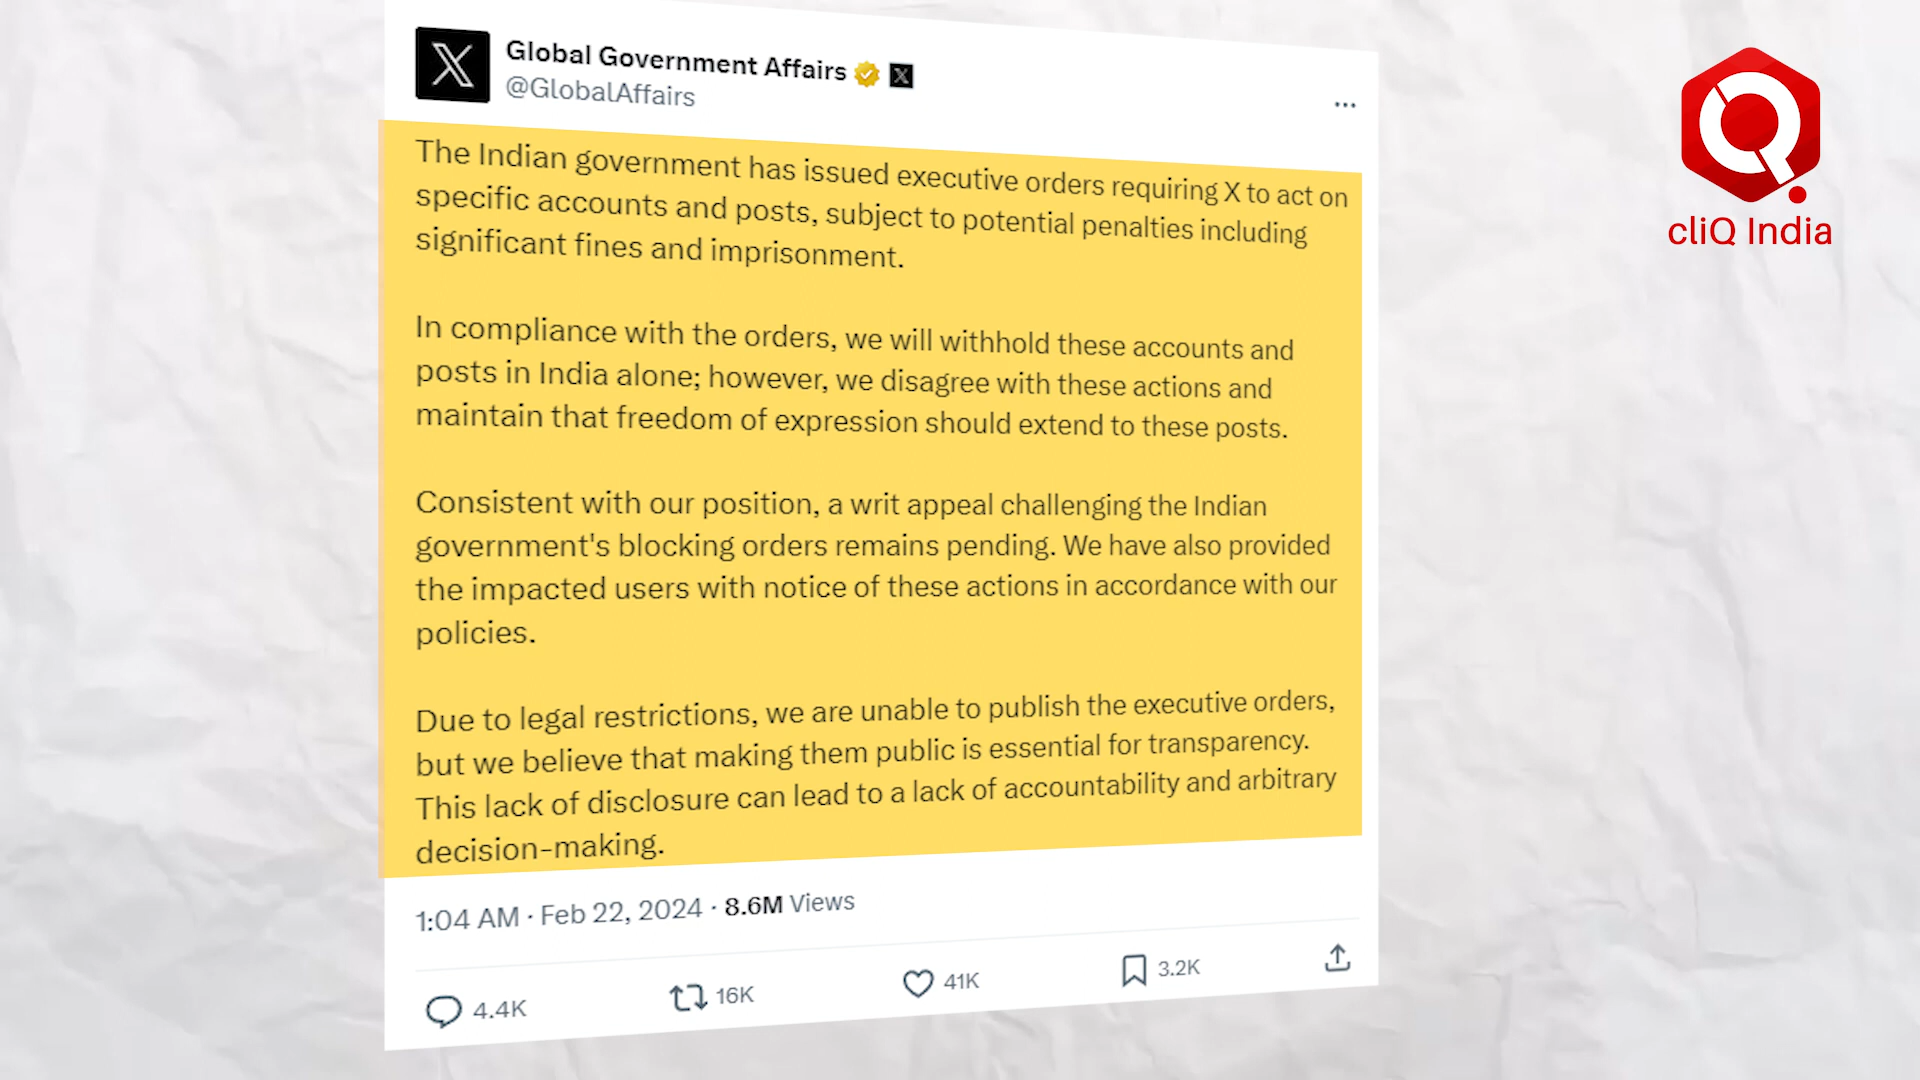 Global Government Affairs
@GlobalAffairs
The Indian government has issued executive orders requiring X to act on
specific accounts and posts, subject to potential penalties including
significant fines and imprisonment.
In compliance with the orders, we will withhold these accounts and
posts in India alone; however, we disagree with these actions and
maintain that freedom of expression should extend to these posts.
Consistent with our position, a writ appeal challenging the Indian
government's blocking orders remains pending. We have also provided
the impacted users with notice of these actions in accordance with our
policies.
Due to legal restrictions, we are unable to publish the executive orders,
but we believe that making them public is essential for transparency.
This lack of disclosure can lead to a lack of accountability and arbitrary
decision-making.
1:04 AM · Feb 22, 2024 · 8.6M Views
4.4K 16K 41K 3.2K
cliQ India